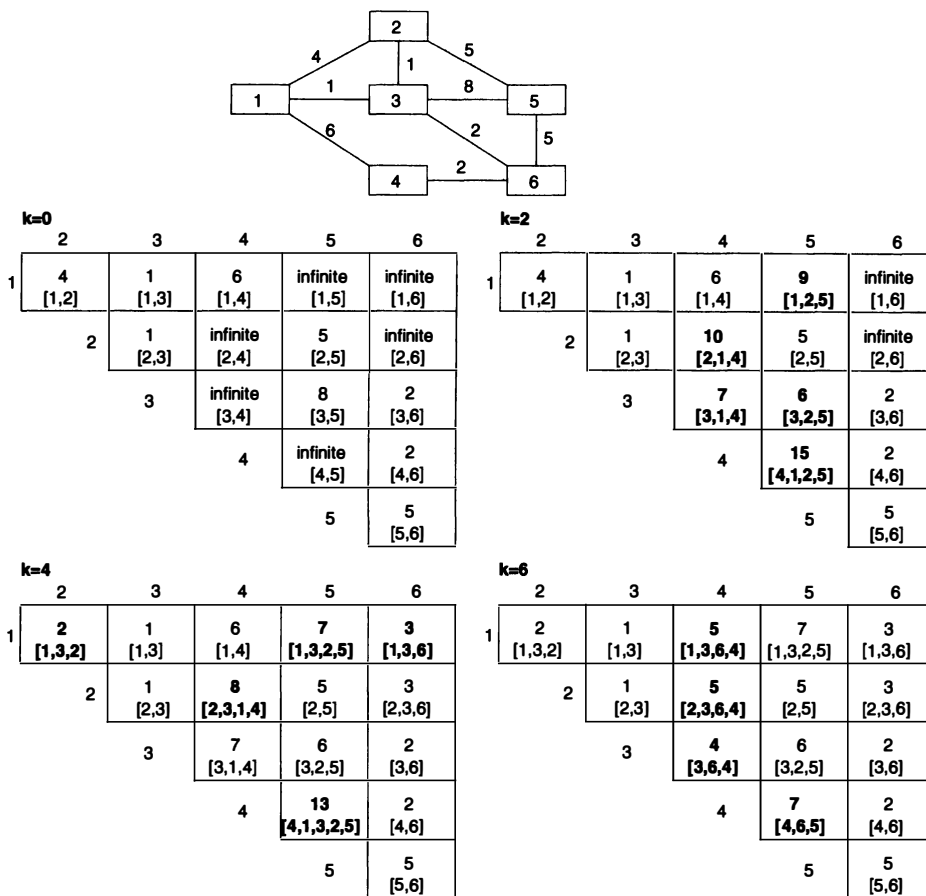 2
4
5
1
1
8
1
3
5
6
2
5
2
4
6
k=0
2 3 4 5 6
1
4 1 6 infinite infinite
[1,2] [1,3] [1,4] [1,5] [1,6]
2
1 infinite 5 infinite
[2,3] [2,4] [2,5] [2,6]
3
infinite 8 2
[3,4] [3,5] [3,6]
4
infinite 2
[4,5] [4,6]
5
5
[5,6]
k=2
2 3 4 5 6
1
4 1 6 9 infinite
[1,2] [1,3] [1,4] [1,2,5] [1,6]
2
1 10 5 infinite
[2,3] [2,1,4] [2,5] [2,6]
3
7 6 2
[3,1,4] [3,2,5] [3,6]
4
15 2
[4,1,2,5] [4,6]
5
5
[5,6]
k=4
2 3 4 5 6
1
2 1 6 7 3
[1,3,2] [1,3] [1,4] [1,3,2,5] [1,3,6]
2
1 8 5 3
[2,3] [2,3,1,4] [2,5] [2,3,6]
3
7 6 2
[3,1,4] [3,2,5] [3,6]
4
13 2
[4,1,3,2,5] [4,6]
5
5
[5,6]
k=6
2 3 4 5 6
1
2 1 5 7 3
[1,3,2] [1,3] [1,3,6,4] [1,3,2,5] [1,3,6]
2
1 5 5 3
[2,3] [2,3,6,4] [2,5] [2,3,6]
3
4 6 2
[3,6,4] [3,2,5] [3,6]
4
7 2
[4,6,5] [4,6]
5
5
[5,6]